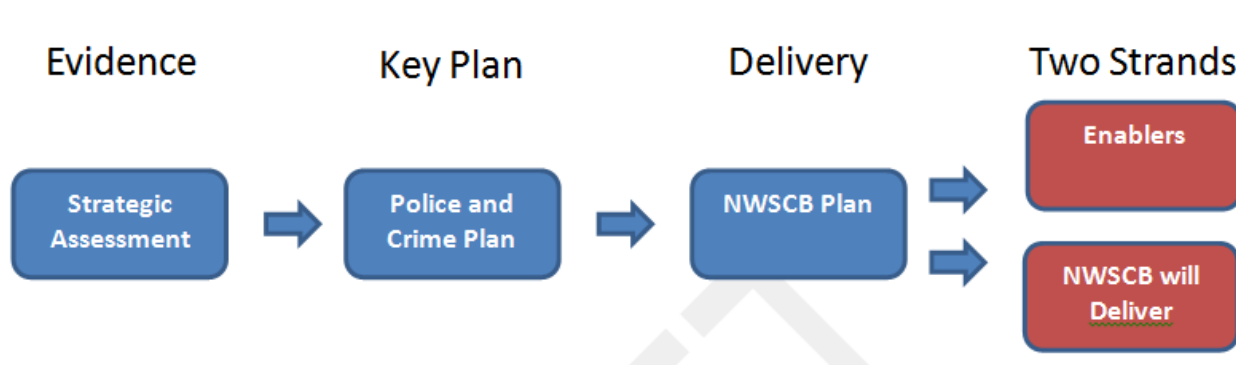 Evidence
Key Plan
Delivery
Two Strands
Strategic
Assessment
Police and
Crime Plan
NWSCB Plan
Enablers
NWSCB will
Deliver